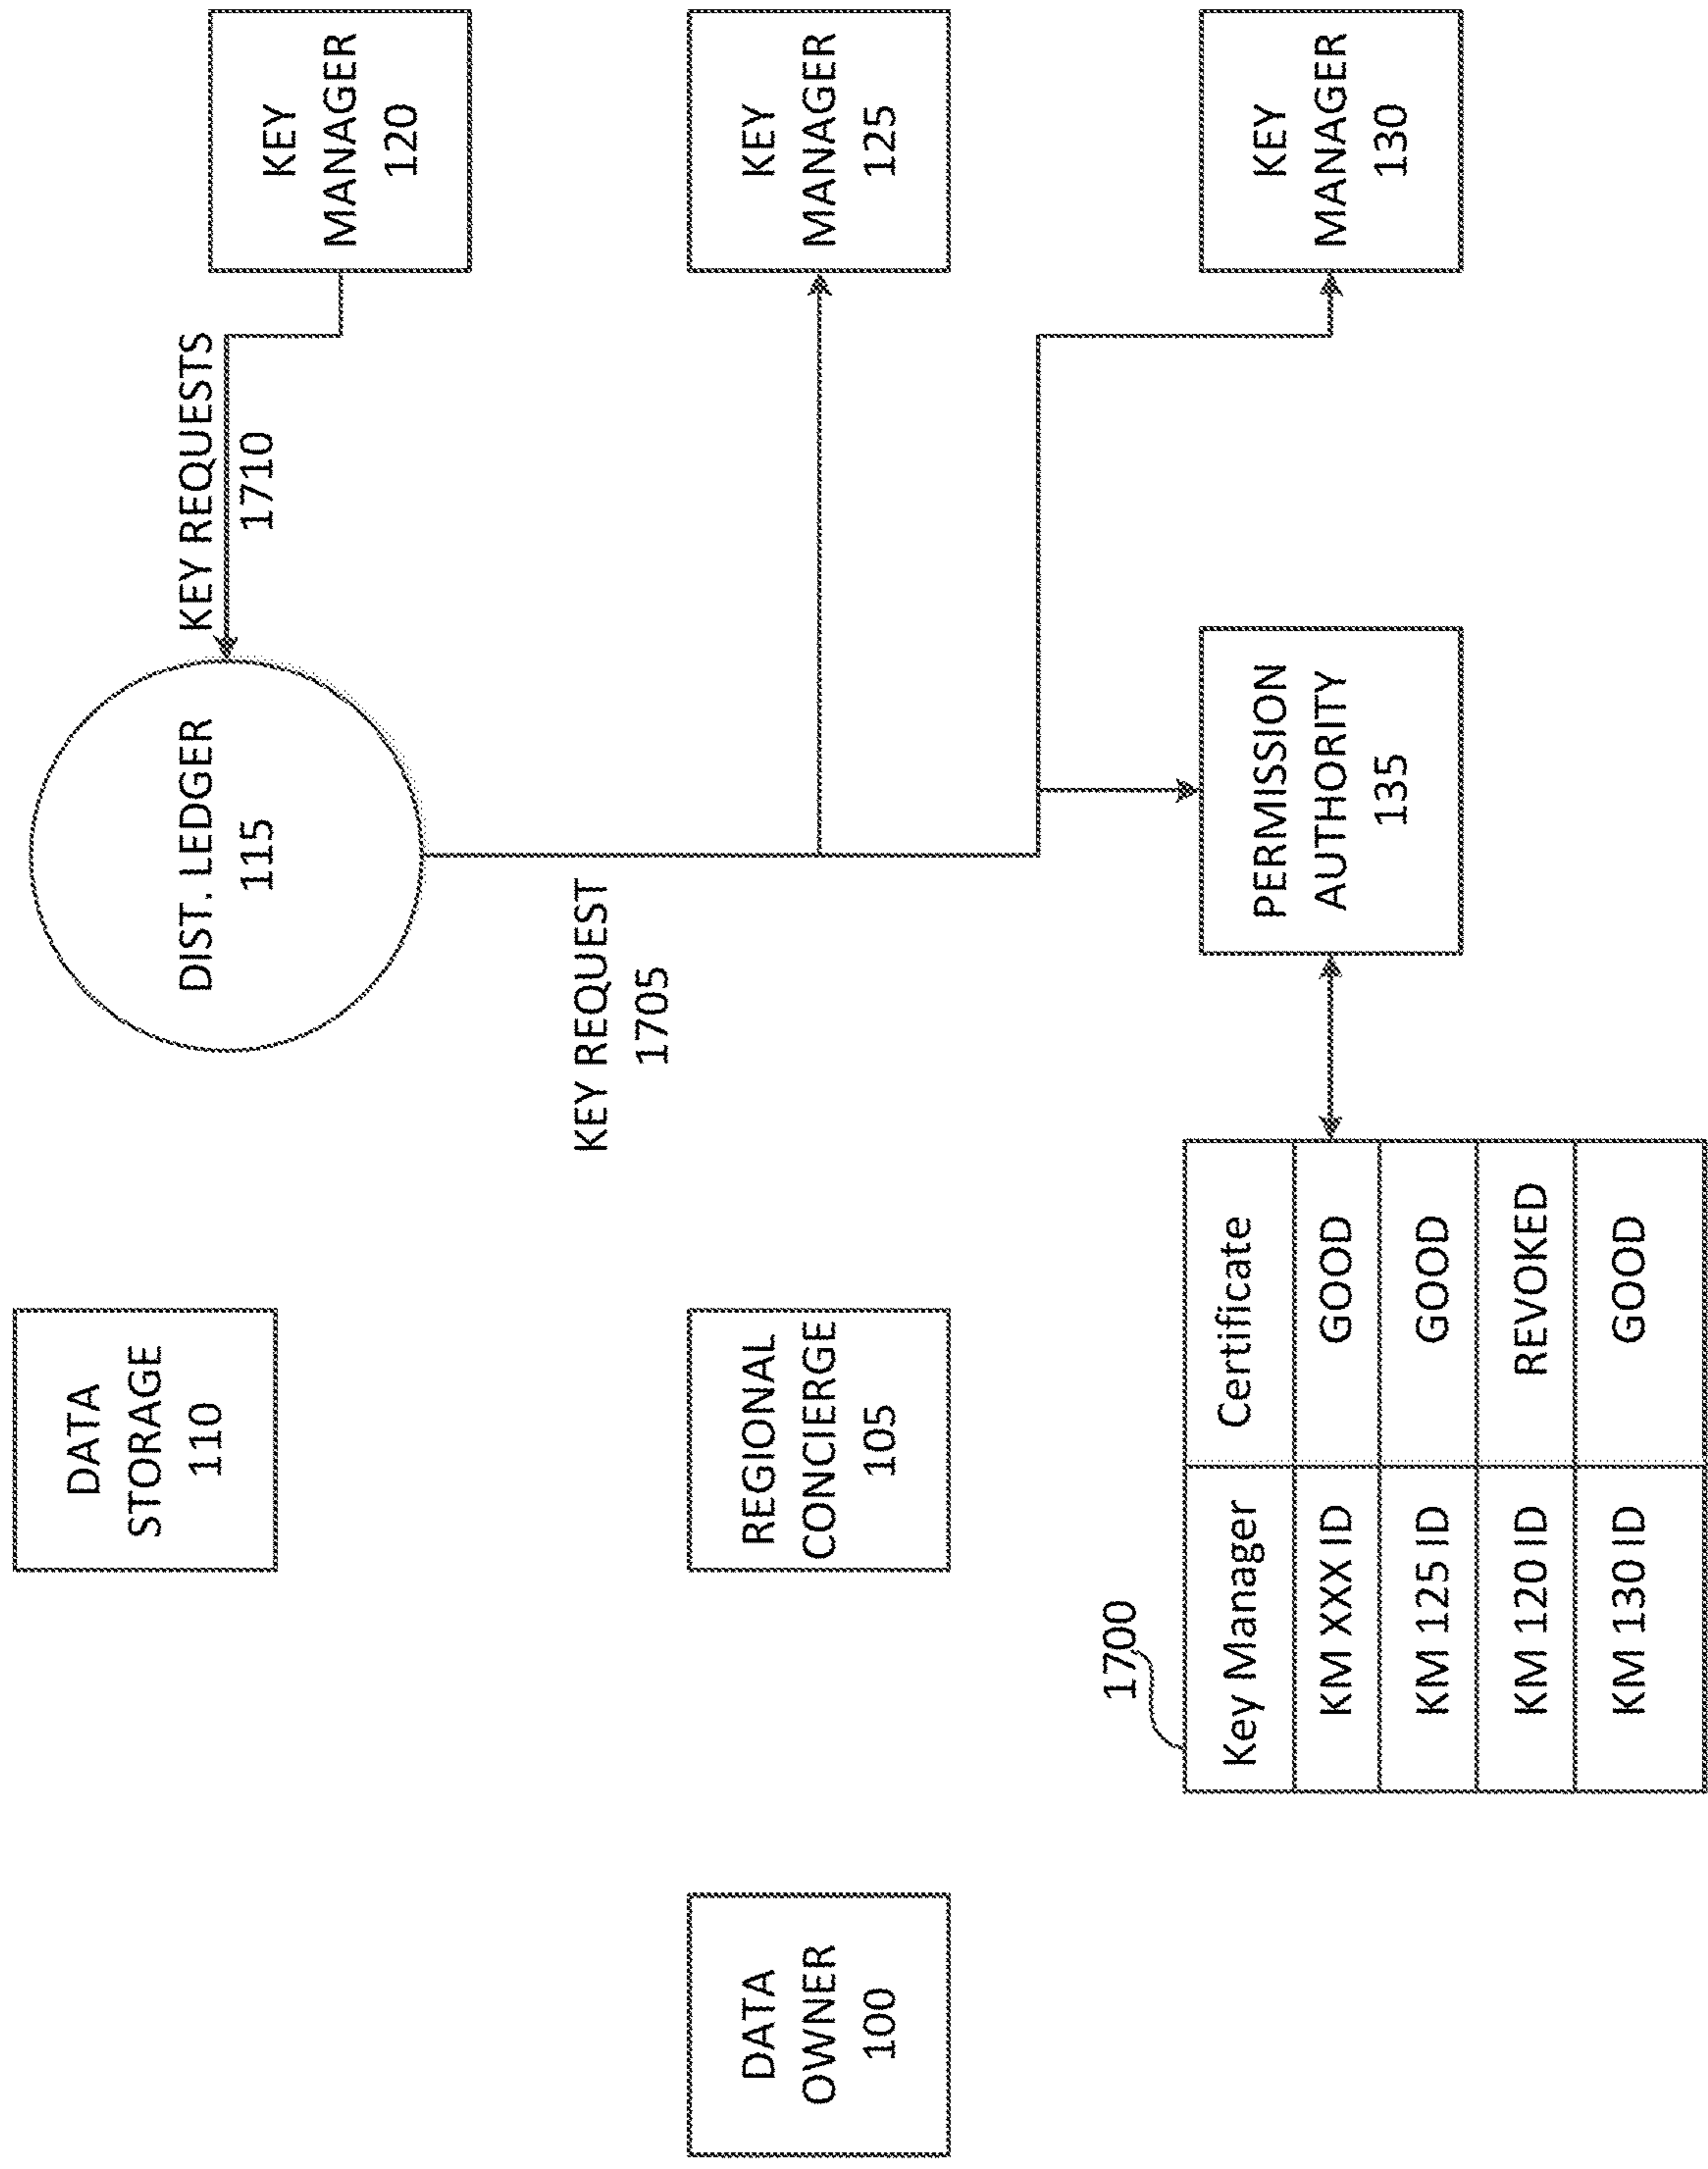 DATA
STORAGE
110
DIST. LEDGER
115
KEY REQUESTS
1710
KEY
MANAGER
120
KEY REQUEST
1705
DATA
OWNER
100
REGIONAL
CONCIERGE
105
KEY
MANAGER
125
1700
Key Manager Certificate
KM XXX ID GOOD
KM 125 ID GOOD
KM 120 ID REVOKED
KM 130 ID GOOD
PERMISSION
AUTHORITY
135
KEY
MANAGER
130